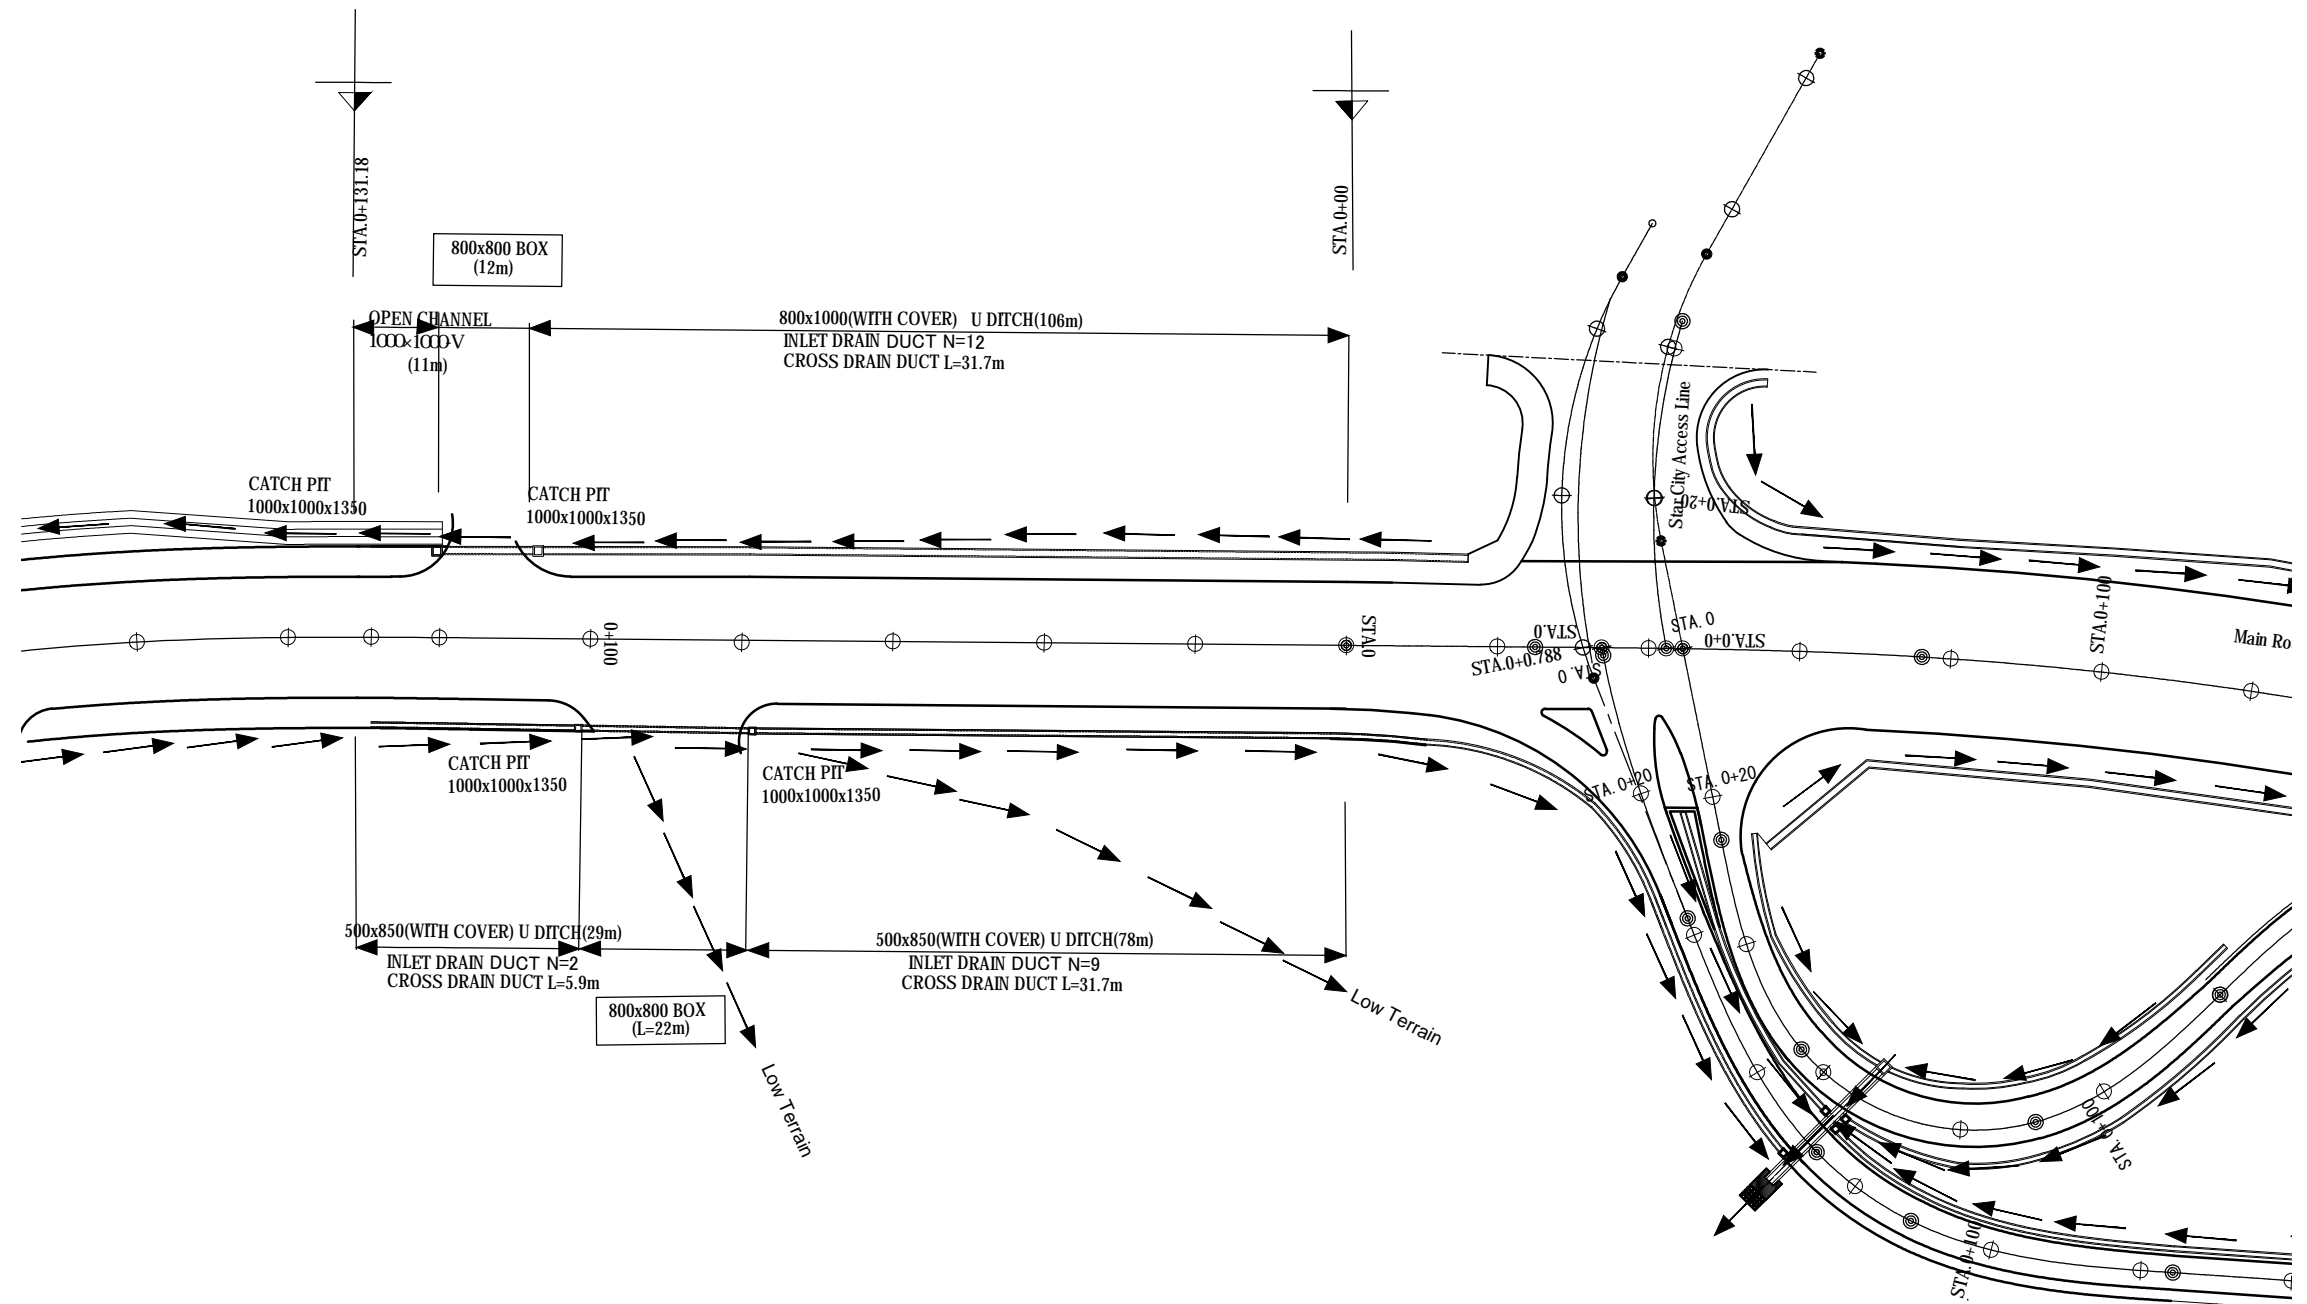 STA.0+131.18
STA.0+00
800x800 BOX
(12m)
OPEN CHANNEL
1000×1000-V
(11m)
800x1000(WITH COVER) U DITCH(106m)
INLET DRAIN DUCT N=12
CROSS DRAIN DUCT L=31.7m
CATCH PIT
1000x1000x1350
CATCH PIT
1000x1000x1350
Star City Access Line
STA.0+20
STA.0+100
Main Ro
0+100
STA.0
STA.0
STA. 0
STA.0+0.0
STA.0+0.788
STA. 0
CATCH PIT
1000x1000x1350
CATCH PIT
1000x1000x1350
STA. 0+20
STA. 0+20
500x850(WITH COVER) U DITCH(29m)
INLET DRAIN DUCT N=2
CROSS DRAIN DUCT L=5.9m
500x850(WITH COVER) U DITCH(78m)
INLET DRAIN DUCT N=9
CROSS DRAIN DUCT L=31.7m
800x800 BOX
(L=22m)
Low Terrain
Low Terrain
STA. 0+100
STA.0+100